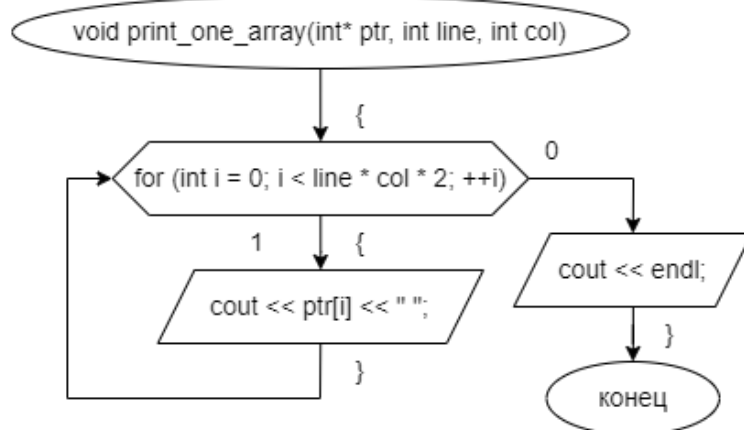 void print_one_array(int* ptr, int line, int col)
{
for (int i = 0; i < line * col * 2; ++i)
0
1
{
cout << ptr[i] << " ";
}
cout << endl;
}
конец